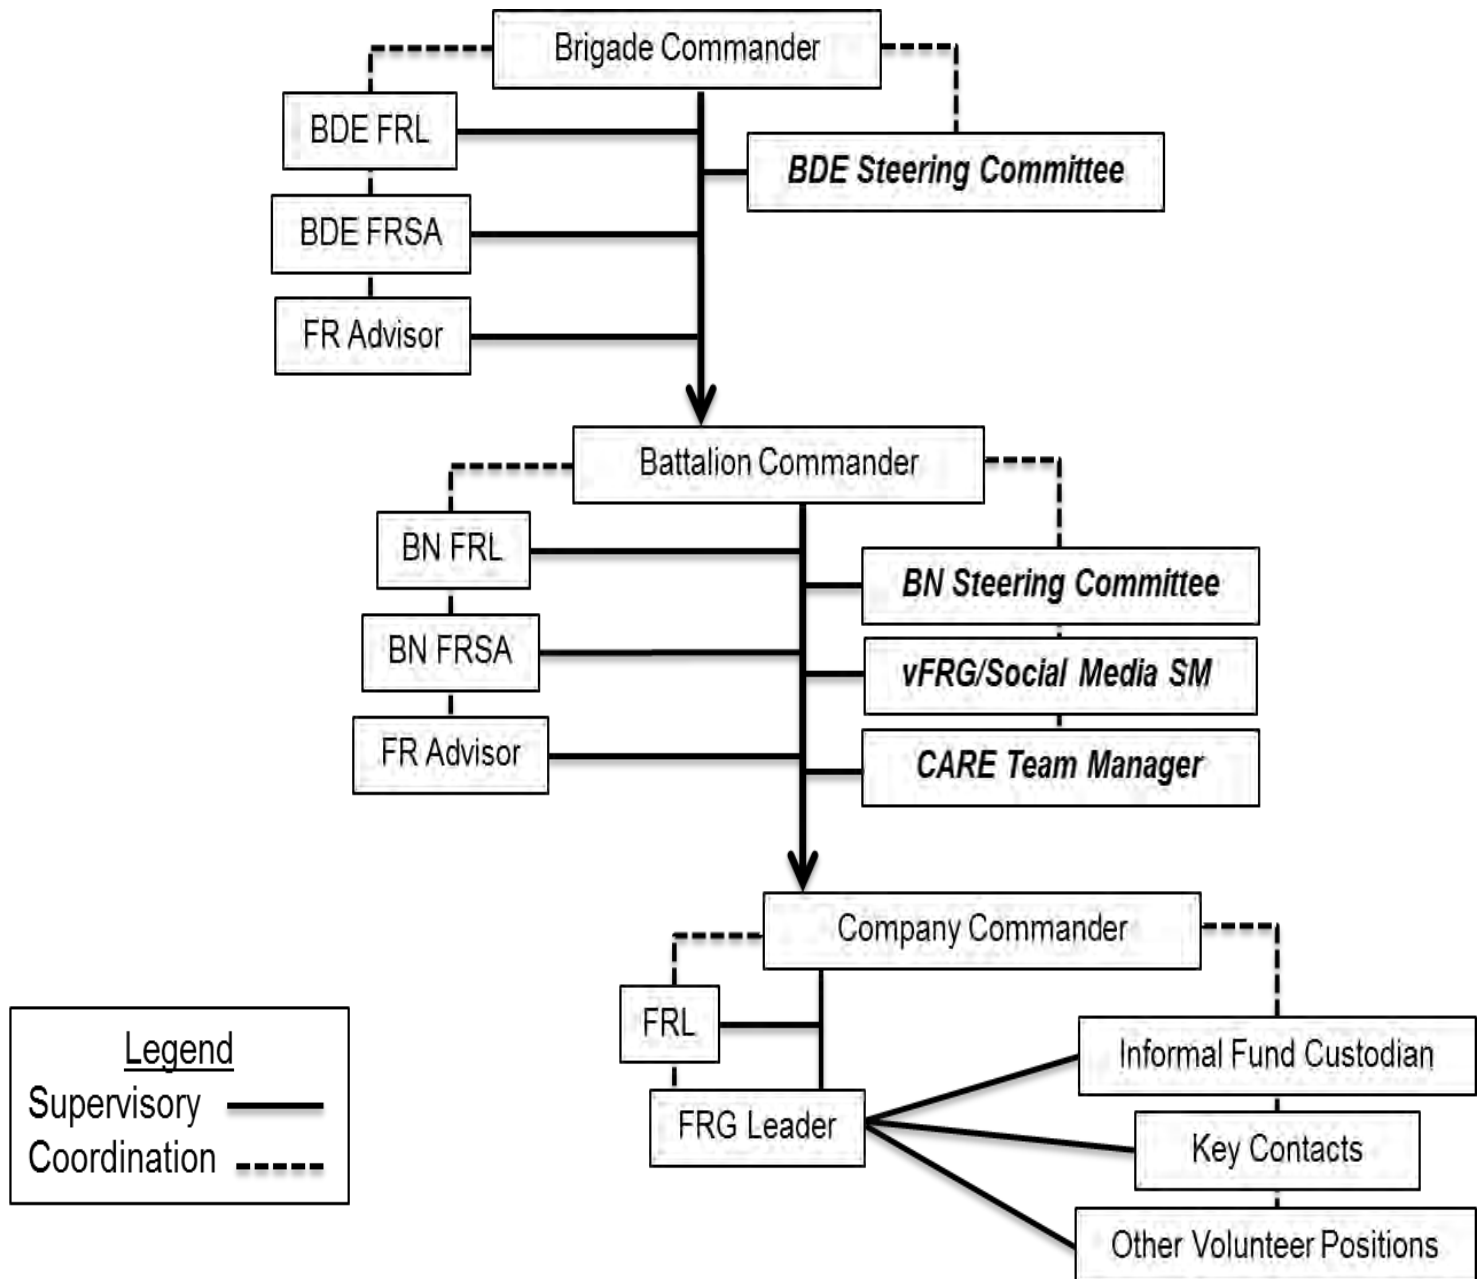 Brigade Commander
BDE FRL
BDE Steering Committee
BDE FRSA
FR Advisor
Battalion Commander
BN FRL
BN Steering Committee
BN FRSA
vFRG/Social Media SM
FR Advisor
CARE Team Manager
Company Commander
FRL
Informal Fund Custodian
FRG Leader
Key Contacts
Other Volunteer Positions
Legend
Supervisory
Coordination